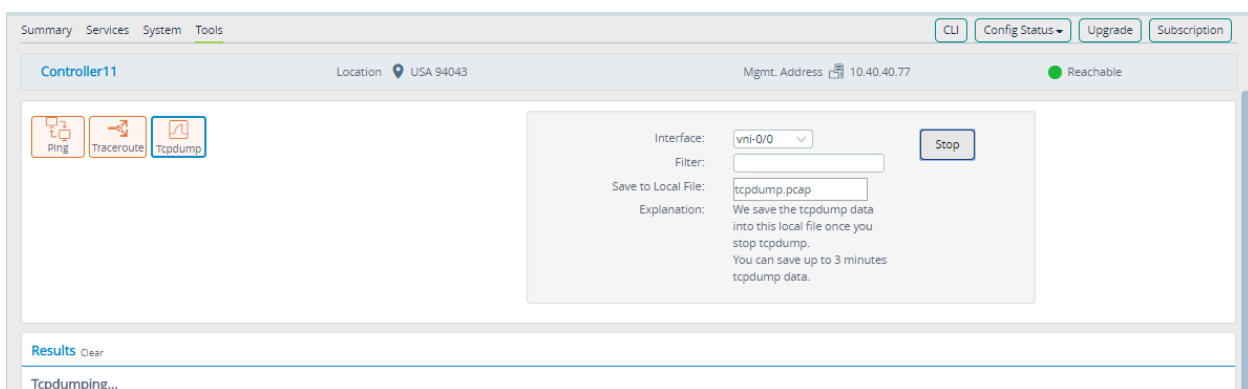 Summary Services System Tools CLI Config Status Upgrade Subscription
Controller11 Location USA 94043 Mgmt. Address 10.40.40.77 Reachable
Ping Traceroute Tcpdump
Interface: vni-0/0 Stop
Filter:
Save to Local File: tcpdump.pcap
Explanation: We save the tcpdump data
into this local file once you
stop tcpdump.
You can save up to 3 minutes
tcpdump data.
Results Clear
Tcpdumping...